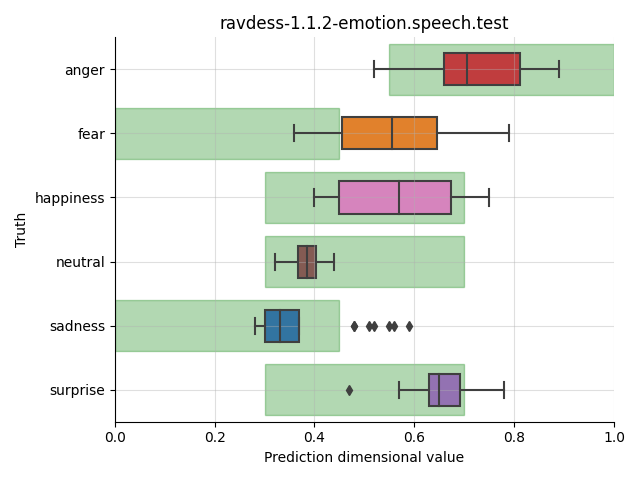 ravdess-1.1.2-emotion.speech.test
anger
fear
happiness
neutral
sadness
surprise
Truth
0.0 0.2 0.4 0.6 0.8 1.0
Prediction dimensional value